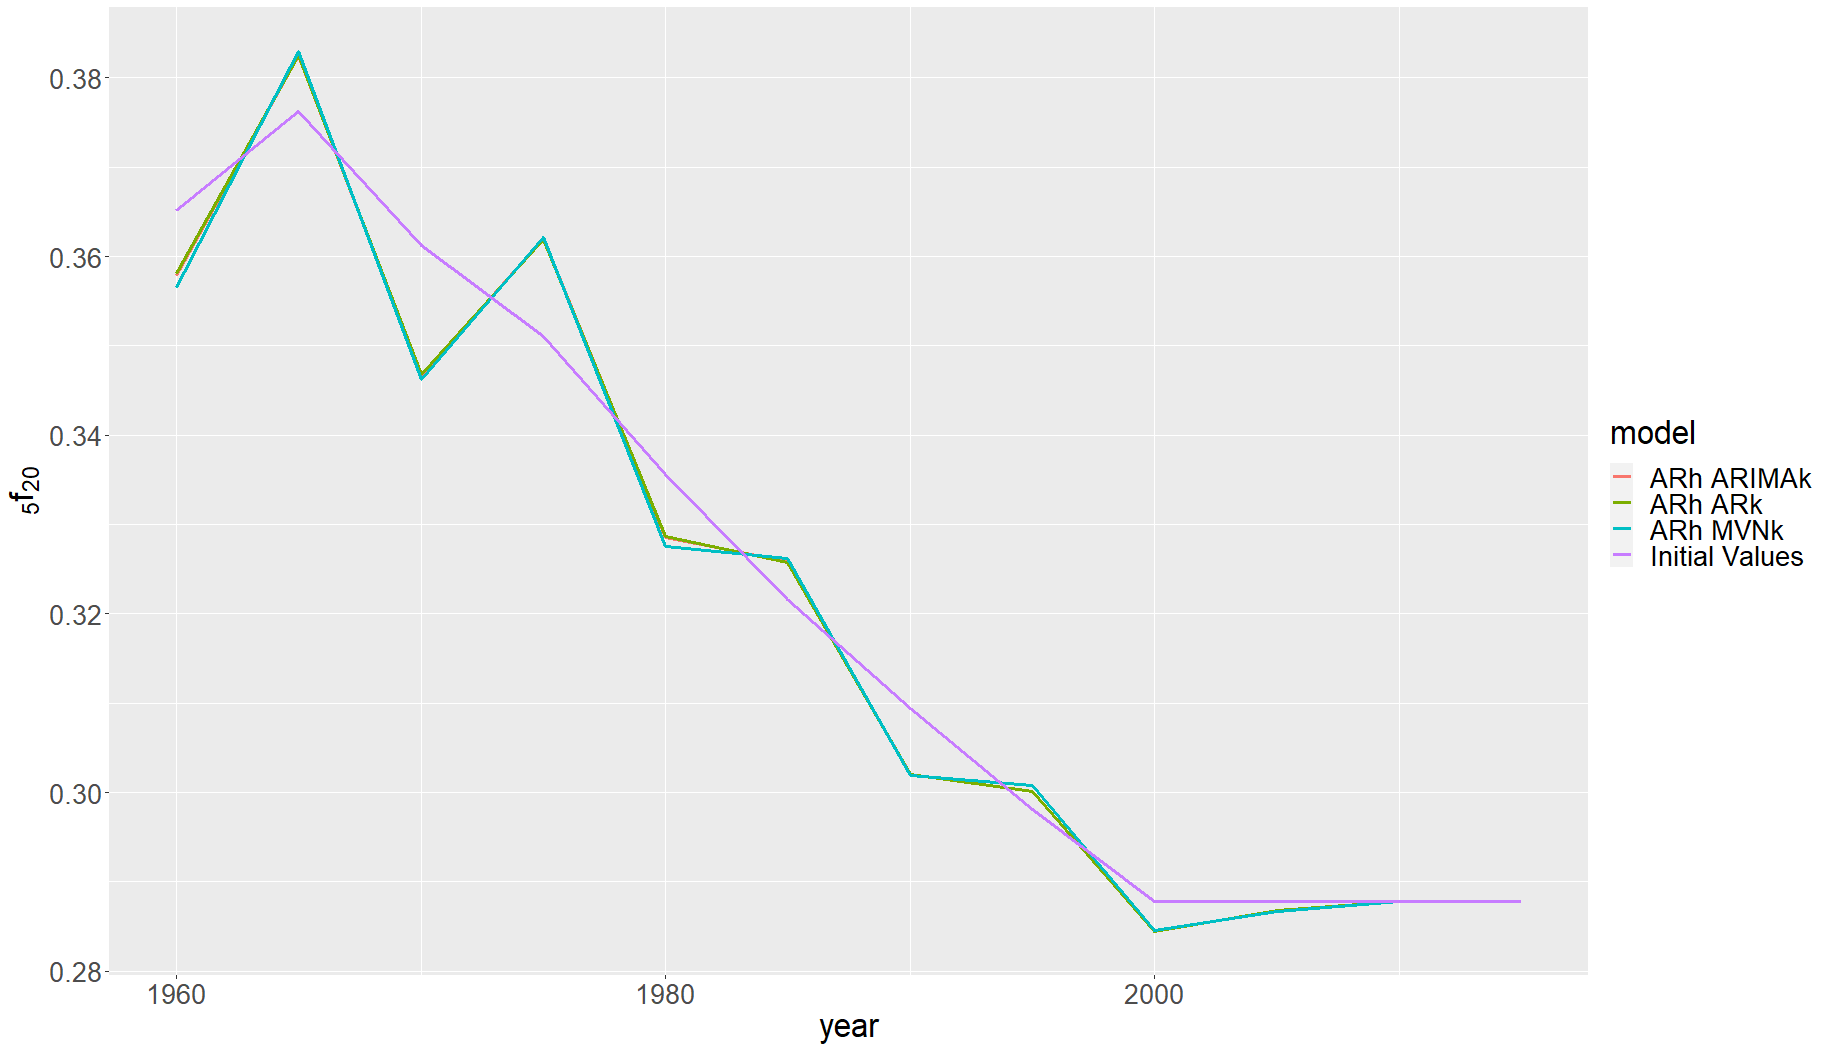 0.38
0.36
0.34
0.32
0.30
0.28
5f20
1960 1980 2000
year
model
ARh ARIMAk
ARh ARk
ARh MVNk
Initial Values